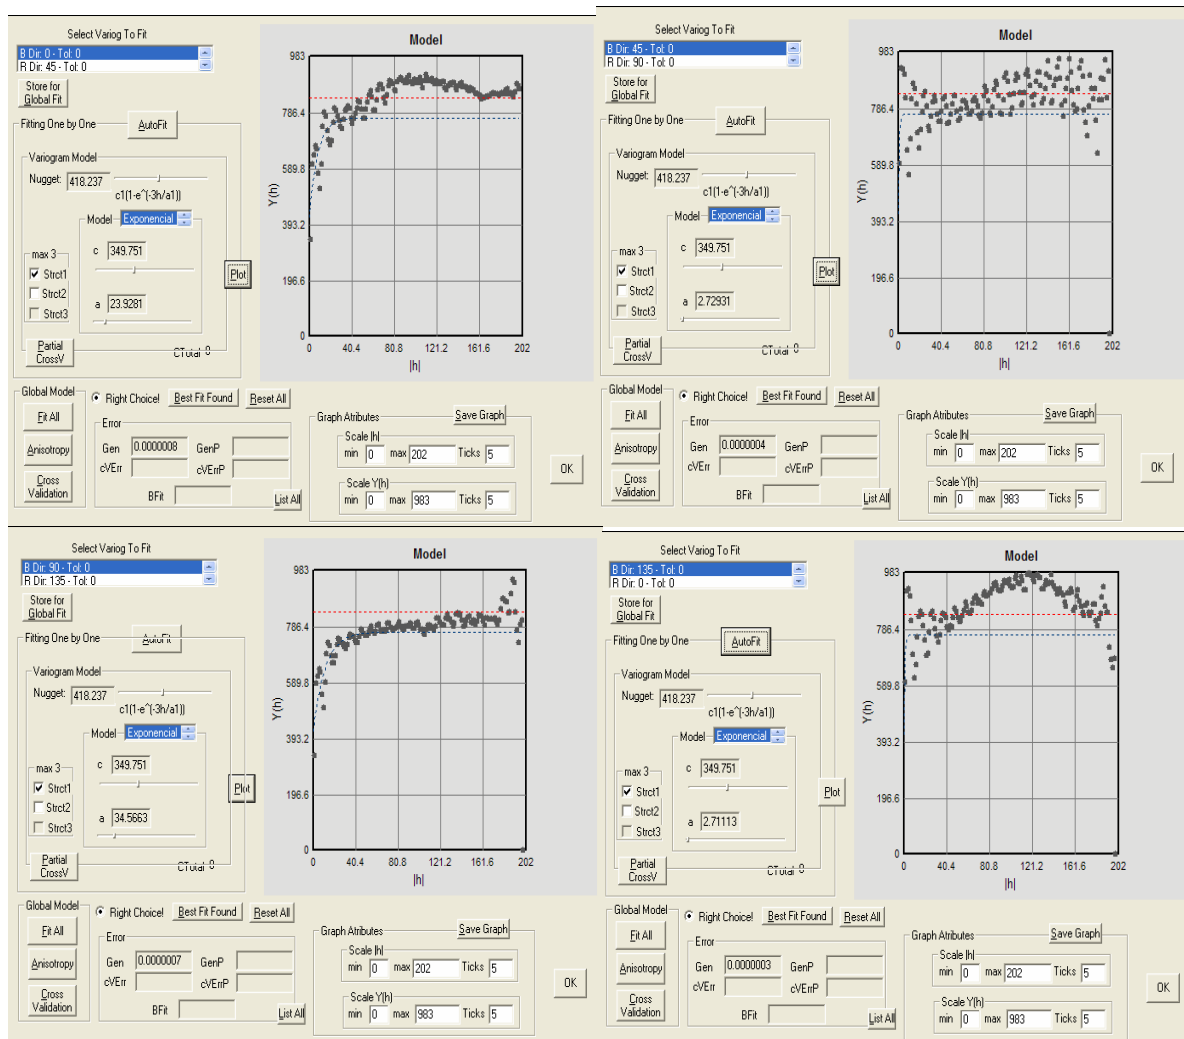 Select Variog To Fit
B Dir: 0 - Tol: 0
R Dir: 45 - Tol: 0
Store for
Global Fit
Fitting One by One
AutoFit
Variogram Model
Nugget: 418.237
c1(1-e^(-3h/a1))
Model Exponencial
max 3
c 349.751
Strct1
Strct2
a 23.9281
Strct3
Plot
Partial
CrossV
CTotal 0
Model
983
786.4
589.8
393.2
196.6
0
Y(h)
0 40.4 80.8 121.2 161.6 202
|h|
Global Model
Fit All
Anisotropy
Cross
Validation
Right Choice! Best Fit Found Reset All
Error
Gen 0.0000008 GenP
cVErr cVErrP
BFit List All
Graph Atributes Save Graph
Scale |h|
min 0 max 202 Ticks 5
Scale Y(h)
min 0 max 983 Ticks 5
OK
Select Variog To Fit
B Dir: 45 - Tol: 0
R Dir: 90 - Tol: 0
Store for
Global Fit
Fitting One by One
AutoFit
Variogram Model
Nugget: 418.237
c1(1-e^(-3h/a1))
Model Exponencial
max 3
c 349.751
Strct1
Strct2
a 2.72931
Strct3
Plot
Partial
CrossV
CTotal 0
Model
983
786.4
589.8
393.2
196.6
0
Y(h)
0 40.4 80.8 121.2 161.6 202
|h|
Global Model
Fit All
Anisotropy
Cross
Validation
Right Choice! Best Fit Found Reset All
Error
Gen 0.0000004 GenP
cVErr cVErrP
BFit List All
Graph Atributes Save Graph
Scale |h|
min 0 max 202 Ticks 5
Scale Y(h)
min 0 max 983 Ticks 5
OK
Select Variog To Fit
B Dir: 90 - Tol: 0
R Dir: 135 - Tol: 0
Store for
Global Fit
Fitting One by One
AutoFit
Variogram Model
Nugget: 418.237
c1(1-e^(-3h/a1))
Model Exponencial
max 3
c 349.751
Strct1
Strct2
a 34.5663
Strct3
Plot
Partial
CrossV
CTotal 0
Model
983
786.4
589.8
393.2
196.6
0
Y(h)
0 40.4 80.8 121.2 161.6 202
|h|
Global Model
Fit All
Anisotropy
Cross
Validation
Right Choice! Best Fit Found Reset All
Error
Gen 0.0000007 GenP
cVErr cVErrP
BFit List All
Graph Atributes Save Graph
Scale |h|
min 0 max 202 Ticks 5
Scale Y(h)
min 0 max 983 Ticks 5
OK
Select Variog To Fit
B Dir: 135 - Tol: 0
R Dir: 0 - Tol: 0
Store for
Global Fit
Fitting One by One
AutoFit
Variogram Model
Nugget: 418.237
c1(1-e^(-3h/a1))
Model Exponencial
max 3
c 349.751
Strct1
Strct2
a 2.71113
Strct3
Plot
Partial
CrossV
CTotal 0
Model
983
786.4
589.8
393.2
196.6
0
Y(h)
0 40.4 80.8 121.2 161.6 202
|h|
Global Model
Fit All
Anisotropy
Cross
Validation
Right Choice! Best Fit Found Reset All
Error
Gen 0.0000003 GenP
cVErr cVErrP
BFit List All
Graph Atributes Save Graph
Scale |h|
min 0 max 202 Ticks 5
Scale Y(h)
min 0 max 983 Ticks 5
OK